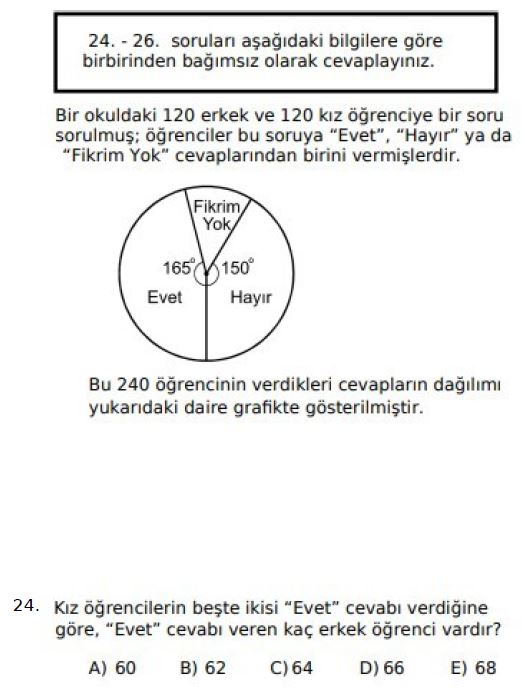 24. - 26. soruları aşağıdaki bilgilere göre
birbirinden bağımsız olarak cevaplayınız.
Bir okuldaki 120 erkek ve 120 kız öğrenciye bir soru
sorulmuş; öğrenciler bu soruya “Evet”, “Hayır” ya da
“Fikrim Yok” cevaplarından birini vermişlerdir.
Fikrim
Yok
165° 150°
Evet Hayır
Bu 240 öğrencinin verdikleri cevapların dağılımı
yukarıdaki daire grafikte gösterilmiştir.
24. Kız öğrencilerin beşte ikisi “Evet” cevabı verdiğine
göre, “Evet” cevabı veren kaç erkek öğrenci vardır?
A) 60 B) 62 C) 64 D) 66 E) 68